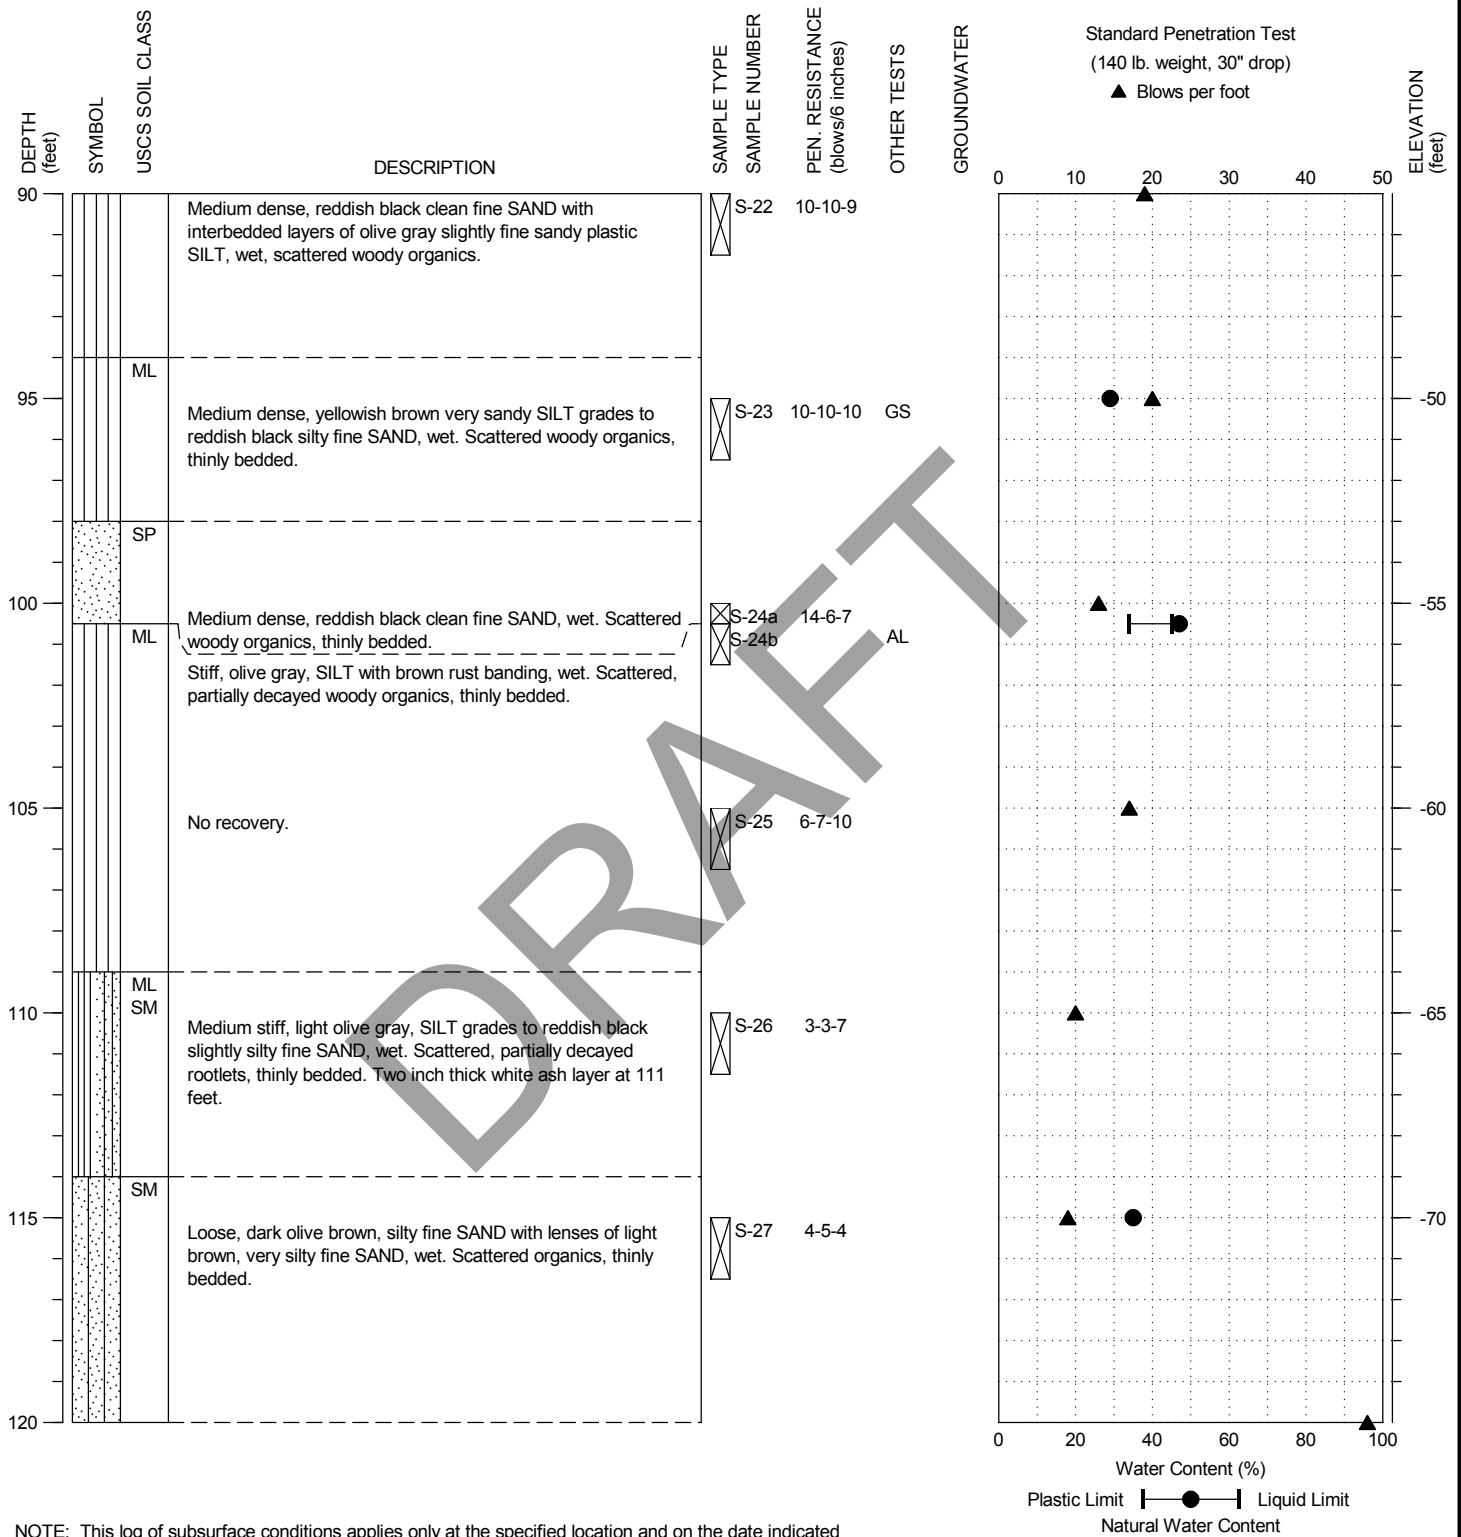 DEPTH
(feet)
SYMBOL
USCS SOIL CLASS
DESCRIPTION
SAMPLE TYPE
SAMPLE NUMBER
PEN. RESISTANCE
(blows/6 inches)
OTHER TESTS
GROUNDWATER
Standard Penetration Test
(140 lb. weight, 30" drop)
▲ Blows per foot
ELEVATION
(feet)
0 10 20 30 40 50
90
Medium dense, reddish black clean fine SAND with
interbedded layers of olive gray slightly fine sandy plastic
SILT, wet, scattered woody organics.
S-22 10-10-9
ML
95
Medium dense, yellowish brown very sandy SILT grades to
reddish black silty fine SAND, wet. Scattered woody organics,
thinly bedded.
S-23 10-10-10 GS
-50
SP
100
Medium dense, reddish black clean fine SAND, wet. Scattered
woody organics, thinly bedded.
S-24a 14-6-7
-55
ML
S-24b AL
Stiff, olive gray, SILT with brown rust banding, wet. Scattered,
partially decayed woody organics, thinly bedded.
105
No recovery.
S-25 6-7-10
-60
ML
SM
110
Medium stiff, light olive gray, SILT grades to reddish black
slightly silty fine SAND, wet. Scattered, partially decayed
rootlets, thinly bedded. Two inch thick white ash layer at 111
feet.
S-26 3-3-7
-65
SM
115
Loose, dark olive brown, silty fine SAND with lenses of light
brown, very silty fine SAND, wet. Scattered organics, thinly
bedded.
S-27 4-5-4
-70
120
0 20 40 60 80 100
Water Content (%)
Plastic Limit Liquid Limit
Natural Water Content
NOTE: This log of subsurface conditions applies only at the specified location and on the date indicated
DRAFT